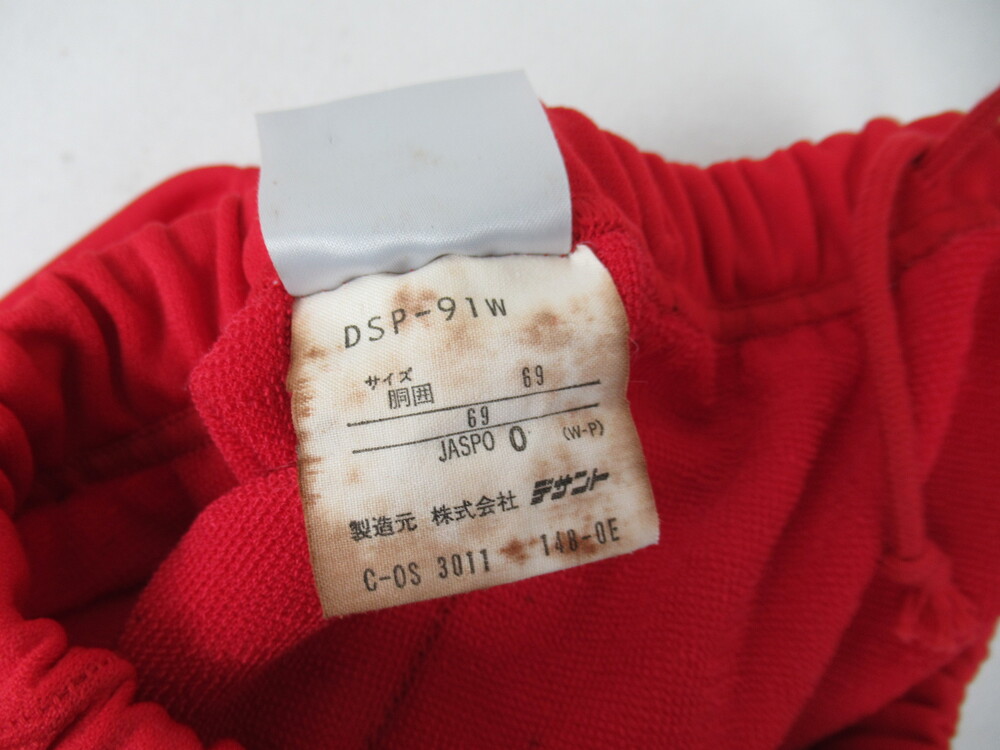 DSP-91W
サイズ
胴囲 69
69
JASPO O (W-P)
製造元 株式会社 デサント
C-OS 3011 148-0E